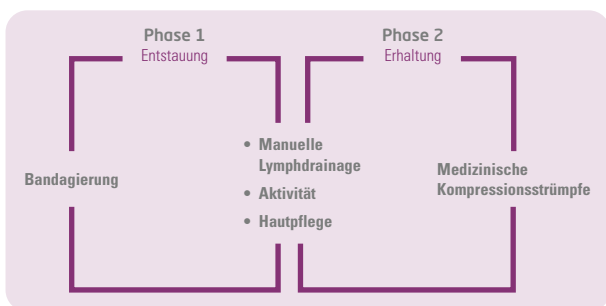 Phase 1
Entstauung
Phase 2
Erhaltung
Bandagierung
• Manuelle
Lymphdrainage
• Aktivität
• Hautpflege
Medizinische
Kompressionsstrümpfe